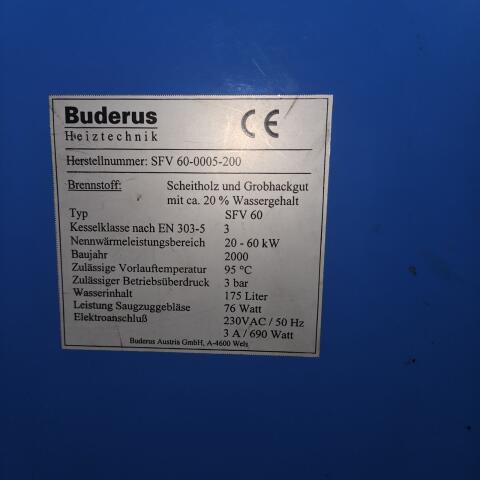 Buderus
Heiztechnik
CE
Herstellnummer: SFV 60-0005-200
Brennstoff: Scheitholz und Grobhackgut
mit ca. 20 % Wassergehalt
Typ SFV 60
Kesselklasse nach EN 303-5 3
Nennwärmeleistungsbereich 20 - 60 kW
Baujahr 2000
Zulässige Vorlauftemperatur 95 °C
Zulässiger Betriebsüberdruck 3 bar
Wasserinhalt 175 Liter
Leistung Saugzuggebläse 76 Watt
Elektroanschluß 230VAC / 50 Hz
3 A / 690 Watt
Buderus Austria GmbH, A-4600 Wels